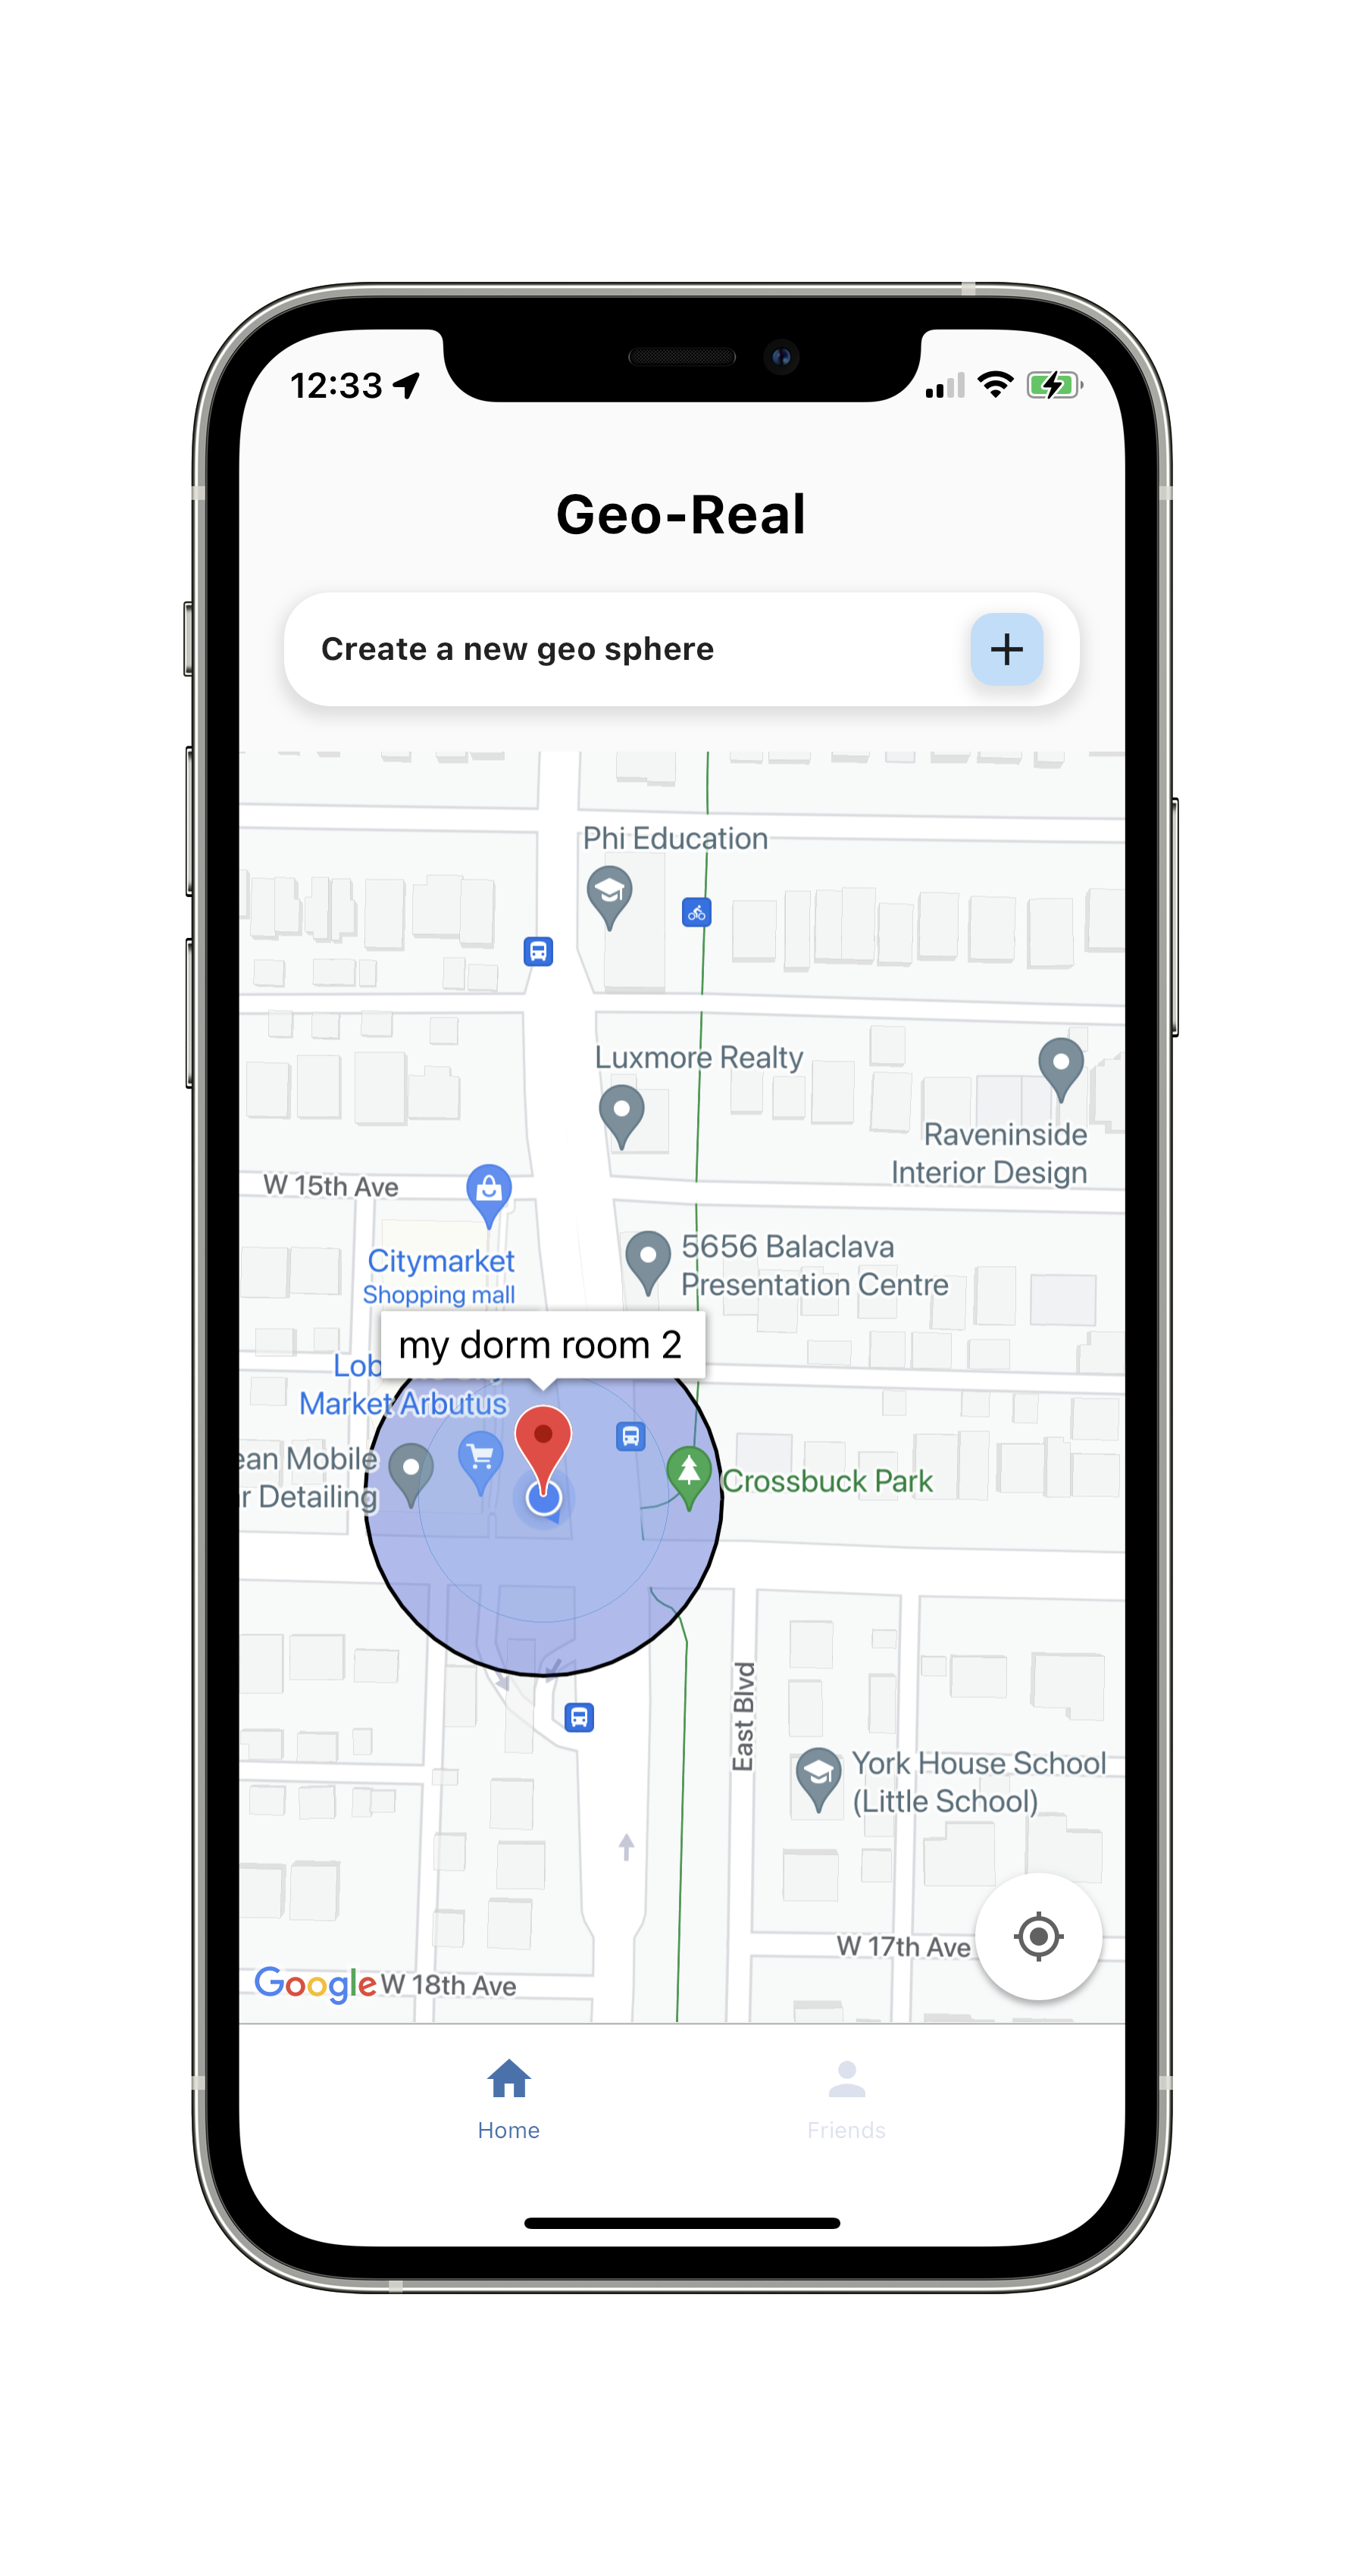 12:33
Geo-Real
Create a new geo sphere
Phi Education
Luxmore Realty
Raveninside
Interior Design
W 15th Ave
Citymarket
Shopping mall
5656 Balaclava
Presentation Centre
my dorm room 2
Lob
Market Arbutus
ean Mobile
r Detailing
Crossbuck Park
East Blvd
York House School
(Little School)
W 17th Ave
Google
W 18th Ave
Home
Friends